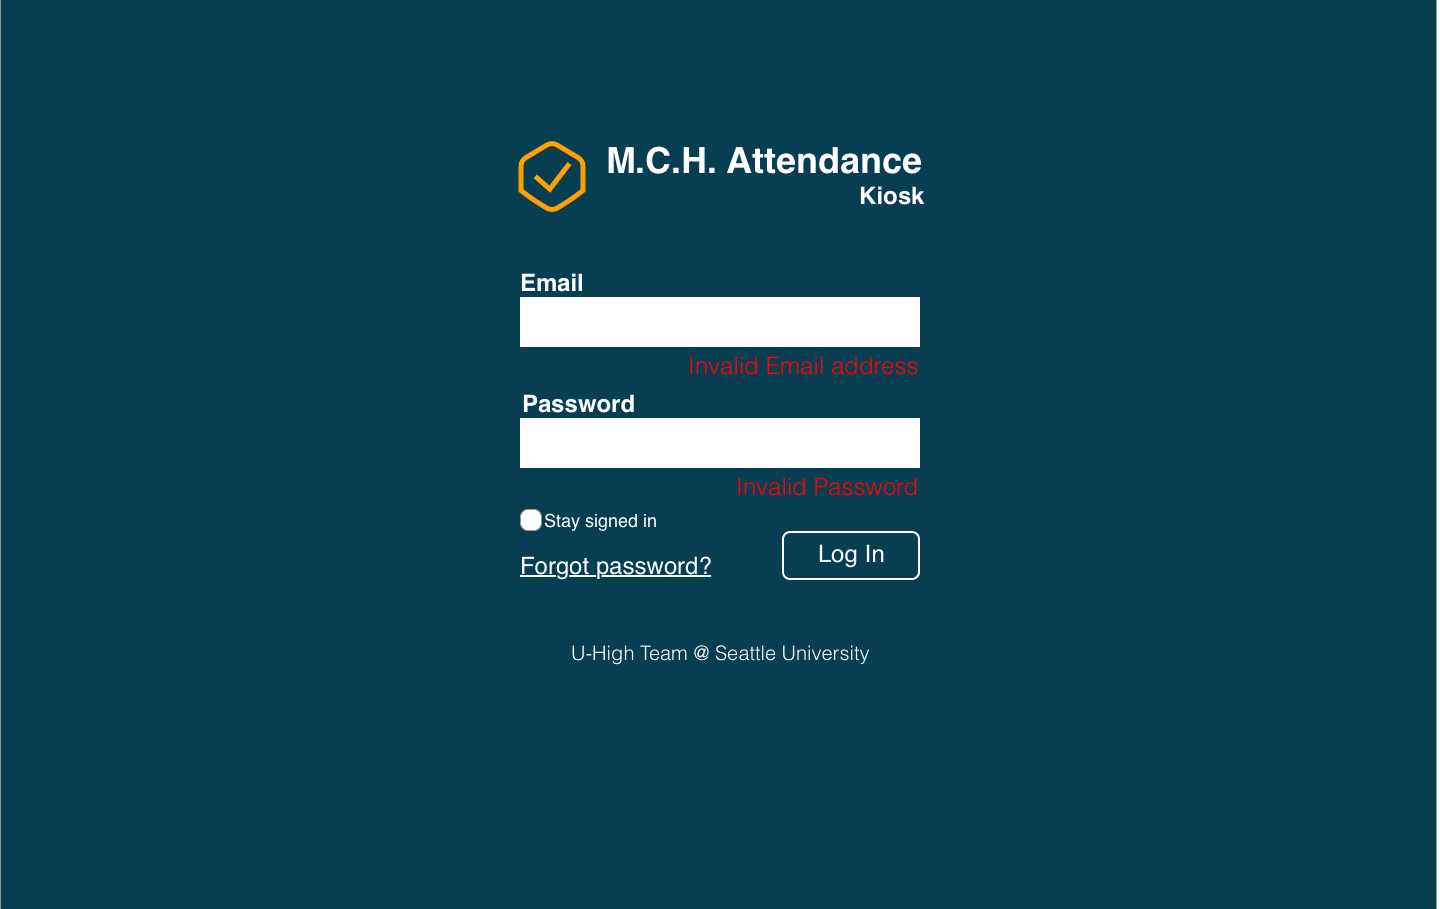 M.C.H. Attendance
Kiosk
Email
Invalid Email address
Password
Invalid Password
Stay signed in
Log In
Forgot password?
U-High Team @ Seattle University